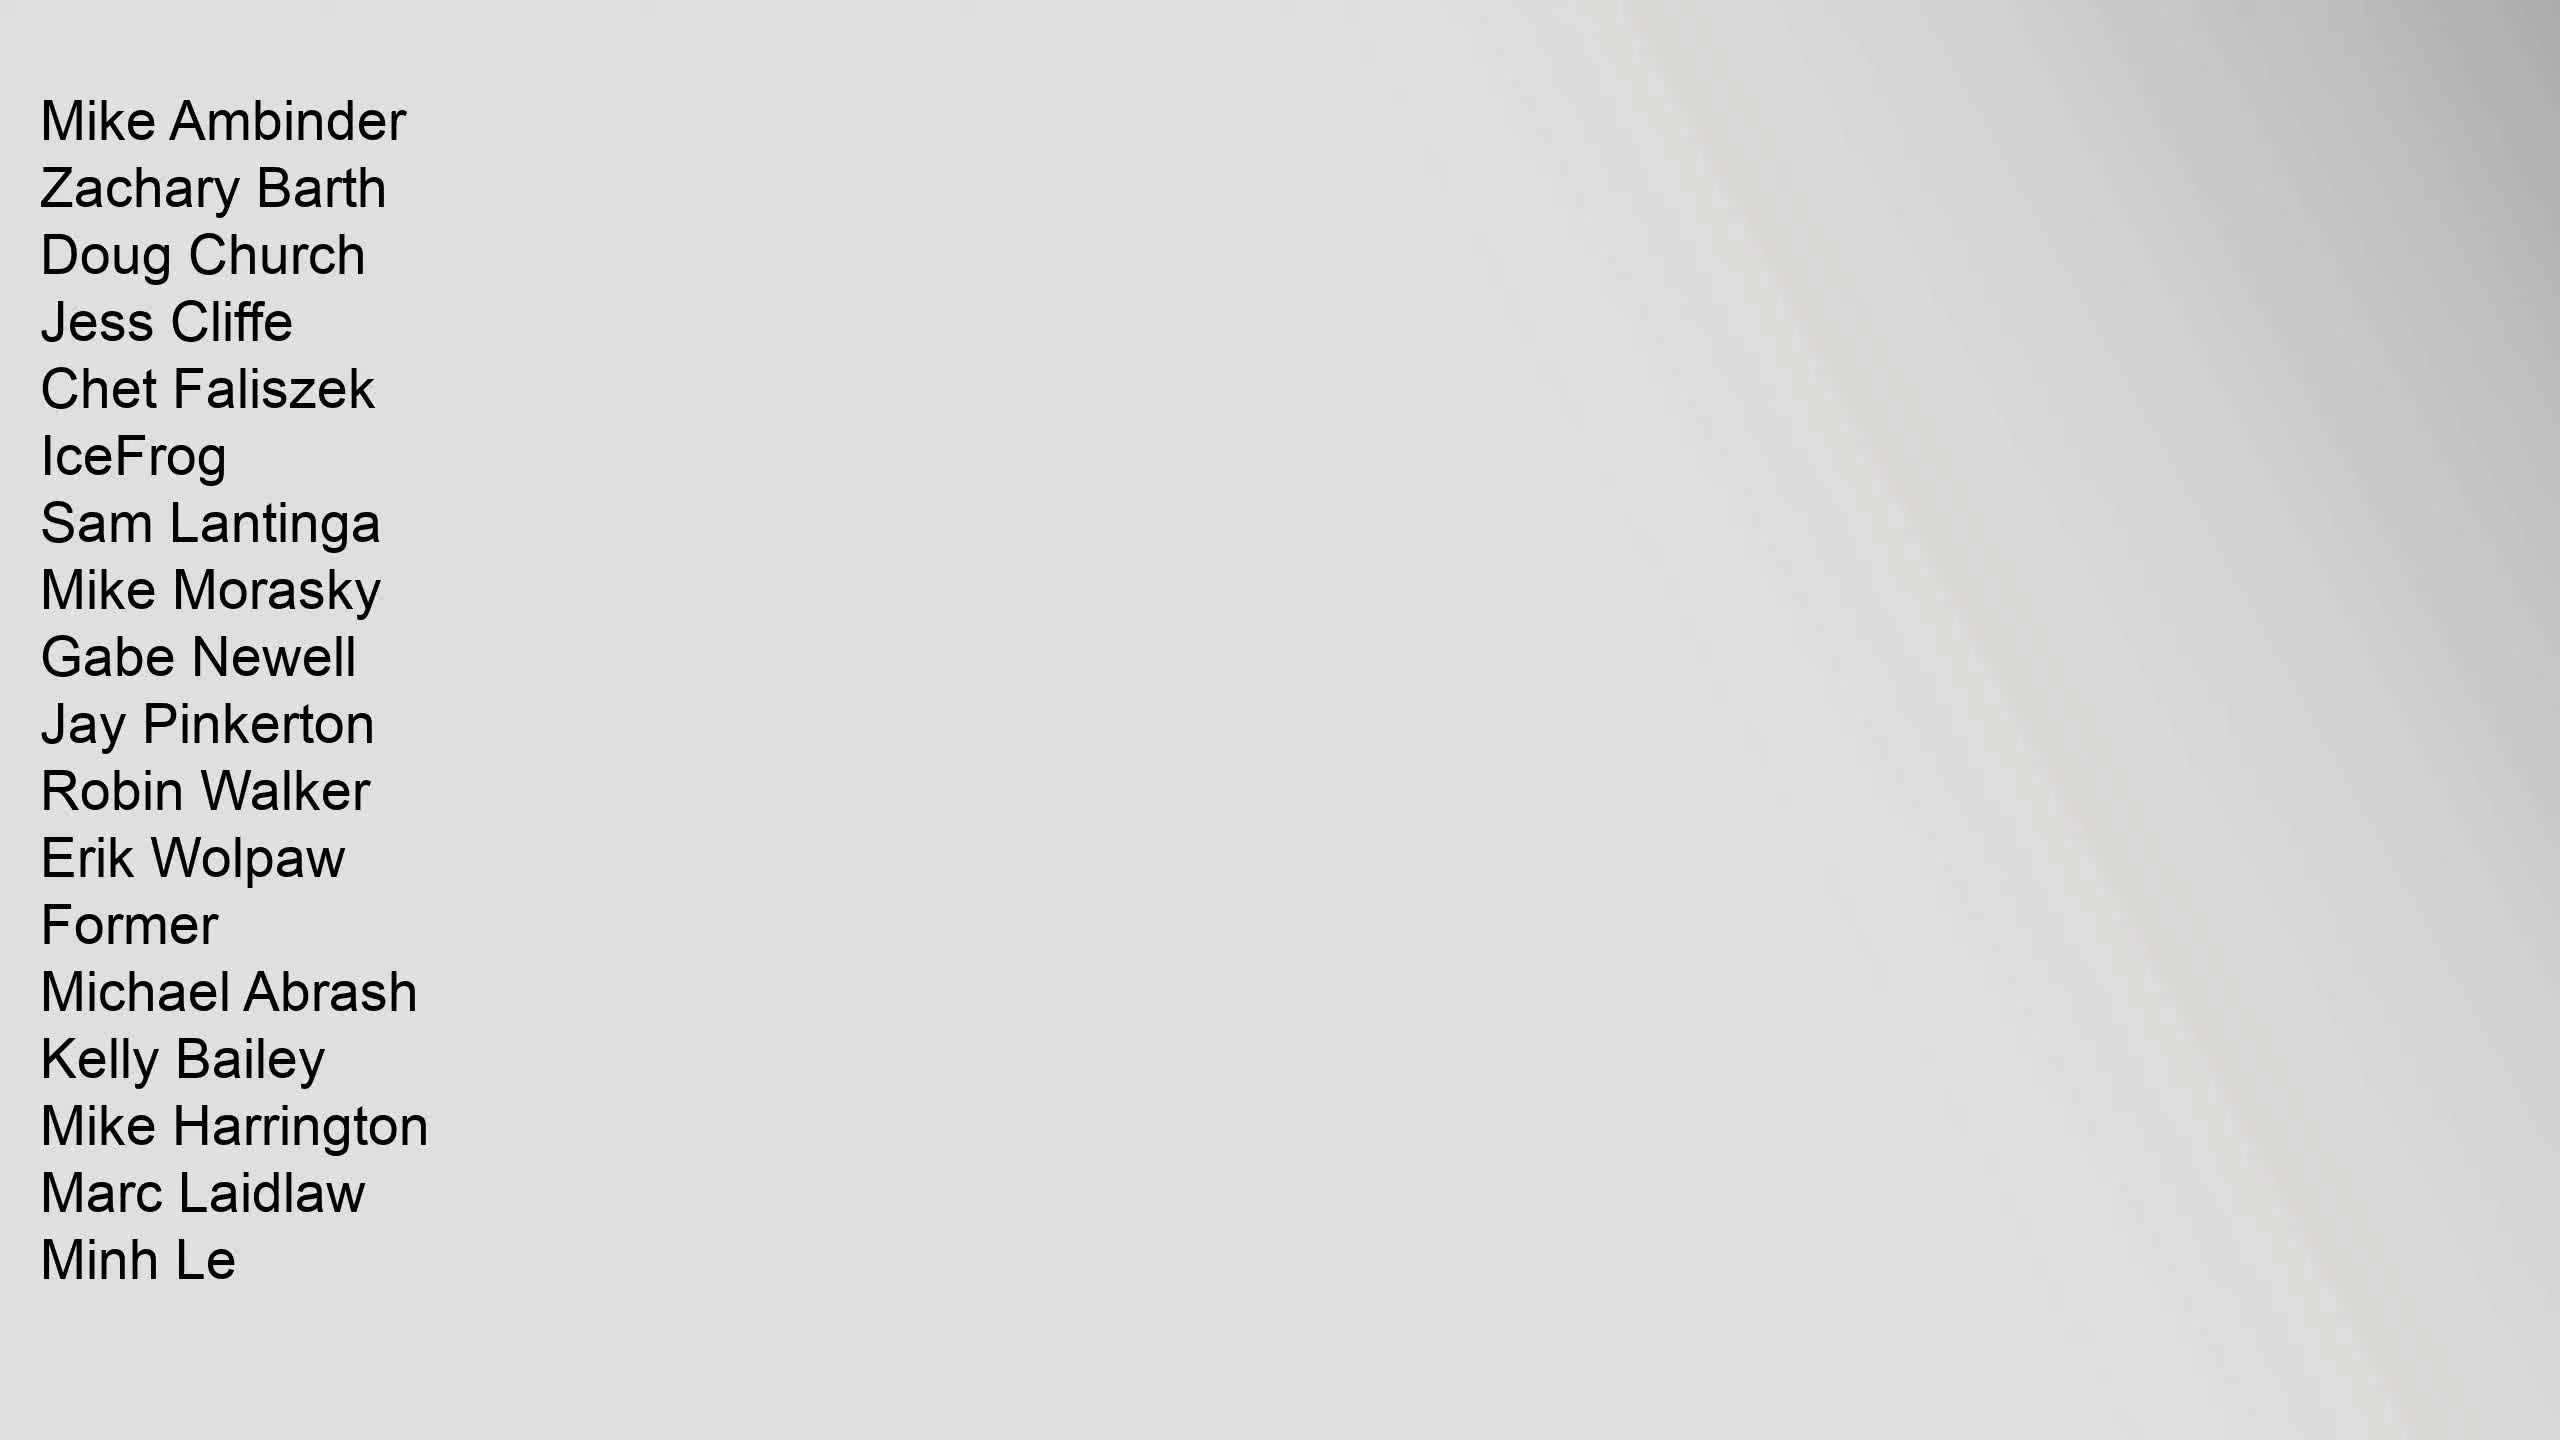 Mike Ambinder
Zachary Barth
Doug Church
Jess Cliffe
Chet Faliszek
IceFrog
Sam Lantinga
Mike Morasky
Gabe Newell
Jay Pinkerton
Robin Walker
Erik Wolpaw
Former
Michael Abrash
Kelly Bailey
Mike Harrington
Marc Laidlaw
Minh Le